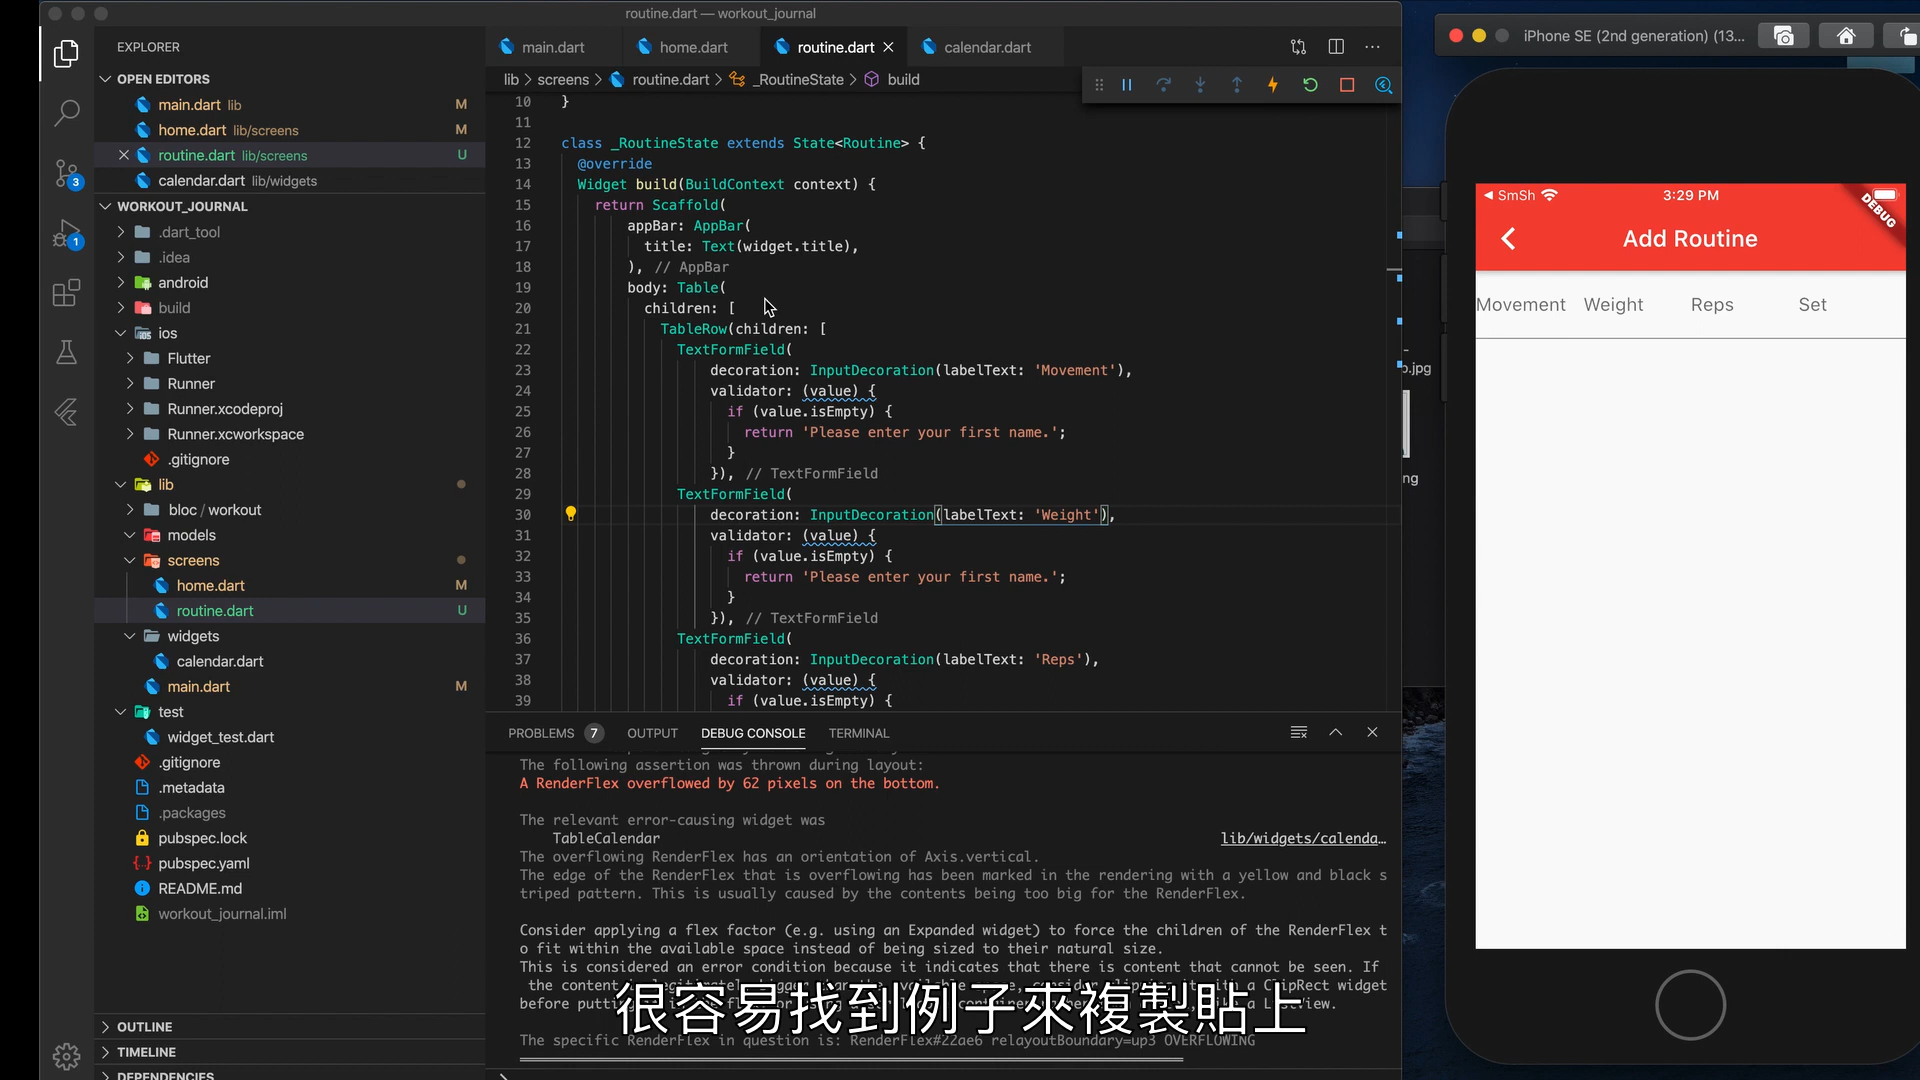 routine.dart — workout_journal
EXPLORER
OPEN EDITORS
main.dart lib M
home.dart lib/screens M
routine.dart lib/screens U
calendar.dart lib/widgets
WORKOUT_JOURNAL
.dart_tool
.idea
android
build
ios
Flutter
Runner
Runner.xcodeproj
Runner.xcworkspace
.gitignore
lib
bloc / workout
models
screens
home.dart M
routine.dart U
widgets
calendar.dart
main.dart M
test
widget_test.dart
.gitignore
.metadata
.packages
pubspec.lock
pubspec.yaml
README.md
workout_journal.iml
OUTLINE
TIMELINE
DEPENDENCIES
3
1
main.dart
home.dart
routine.dart
calendar.dart
lib > screens > routine.dart > _RoutineState > build
10 }
11
12 class _RoutineState extends State<Routine> {
13 @override
14 Widget build(BuildContext context) {
15 return Scaffold(
16 appBar: AppBar(
17 title: Text(widget.title),
18 ), // AppBar
19 body: Table(
20 children: [
21 TableRow(children: [
22 TextFormField(
23 decoration: InputDecoration(labelText: 'Movement'),
24 validator: (value) {
25 if (value.isEmpty) {
26 return 'Please enter your first name.';
27 }
28 }), // TextFormField
29 TextFormField(
30 decoration: InputDecoration(labelText: 'Weight'),
31 validator: (value) {
32 if (value.isEmpty) {
33 return 'Please enter your first name.';
34 }
35 }), // TextFormField
36 TextFormField(
37 decoration: InputDecoration(labelText: 'Reps'),
38 validator: (value) {
39 if (value.isEmpty) {
PROBLEMS 7 OUTPUT DEBUG CONSOLE TERMINAL
The following assertion was thrown during layout:
A RenderFlex overflowed by 62 pixels on the bottom.
The relevant error-causing widget was
TableCalendar lib/widgets/calenda…
The overflowing RenderFlex has an orientation of Axis.vertical.
The edge of the RenderFlex that is overflowing has been marked in the rendering with a yellow and black s
triped pattern. This is usually caused by the contents being too big for the RenderFlex.
Consider applying a flex factor (e.g. using an Expanded widget) to force the children of the RenderFlex t
o fit within the available space instead of being sized to their natural size.
This is considered an error condition because it indicates that there is content that cannot be seen. If
the content ClipRect widget
before putting View.
很容易找到例子來複製貼上
The specific RenderFlex in question is: RenderFlex#22ae6 relayoutBoundary=up3 OVERFLOWING
iPhone SE (2nd generation) (13...
SmSh
3:29 PM
DEBUG
Add Routine
Movement Weight Reps Set
.jpg
ng